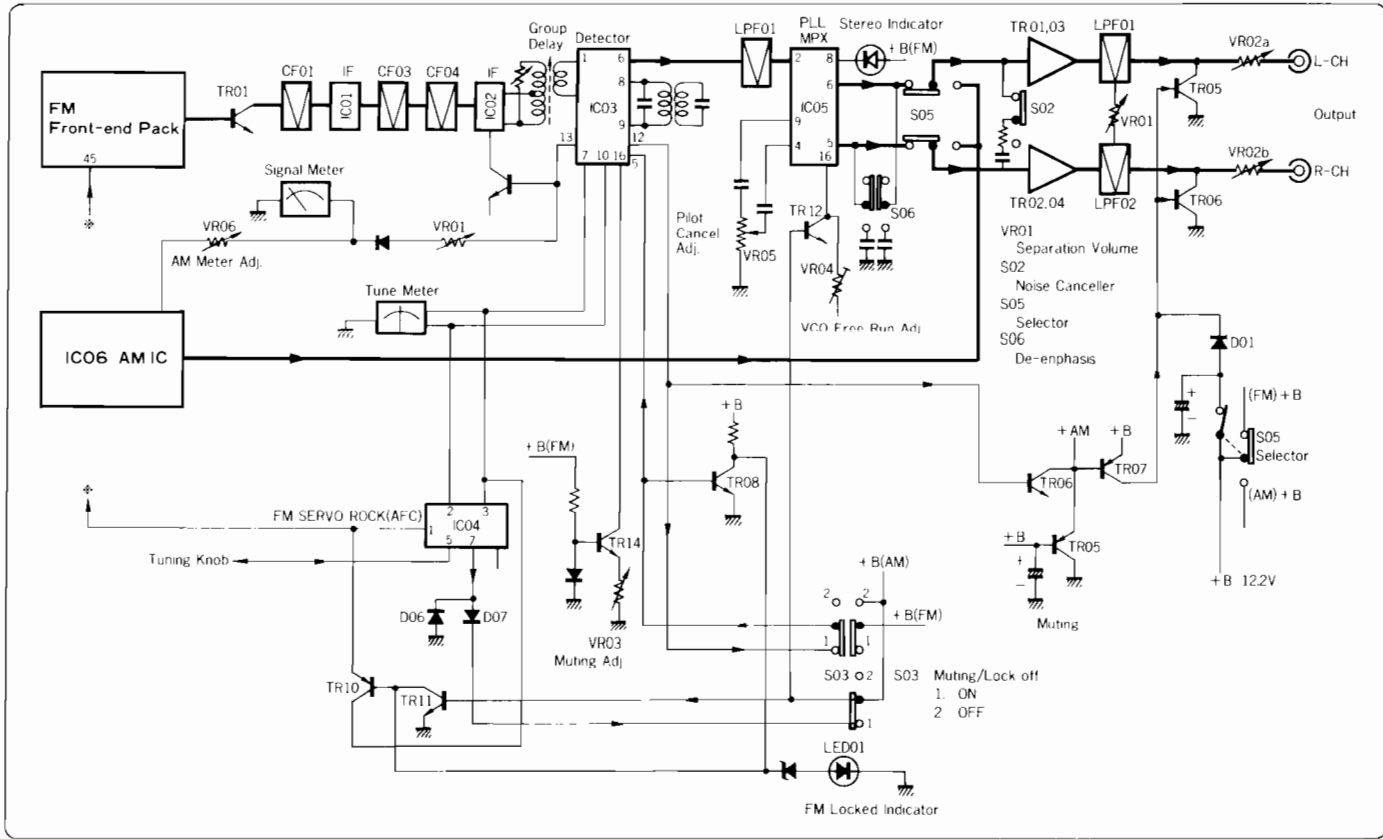 FM
Front-end Pack
45
※
TR01
CF01
IF
IC01
CF03
CF04
IF
IC02
Group
Delay
Detector
1
6
8
9
IC03
13
12
7
10
16
5
LPF01
PLL
MPX
2
8
6
9
4
5
16
IC05
Stereo Indicator
+B(FM)
S05
S05
S06
TR01,03
LPF01
S02
VR01
TR02,04
LPF02
VR02a
L-CH
TR05
Output
VR02b
R-CH
TR06
VR01
Separation Volume
S02
Noise Canceller
S05
Selector
S06
De-enphasis
Signal Meter
VR06
AM Meter Adj.
VR01
Pilot
Cancel
Adj.
VR05
TR12
VR04
VCO Free Run Adj
Tune Meter
IC06 AM IC
D01
+
-
(FM)+B
S05
Selector
(AM)+B
+B 12.2V
+AM
+B
TR07
TR06
+B
TR05
+
-
Muting
+B
TR08
+B(FM)
TR14
VR03
Muting Adj
※
FM SERVO ROCK(AFC)
1
2
3
IC04
5
7
Tuning Knob
D06
D07
+B(AM)
2
2
+B(FM)
1
1
S03
2
1
S03 Muting/Lock off
1. ON
2 OFF
TR10
TR11
LED01
FM Locked Indicator